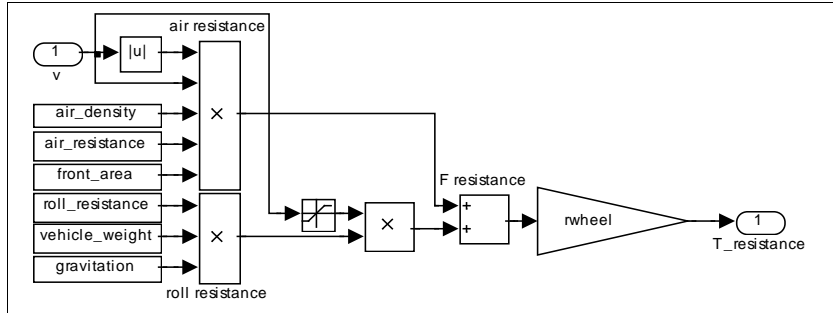 air resistance
1
v
|u|
×
air_density
air_resistance
front_area
roll_resistance
vehicle_weight
gravitation
×
roll resistance
×
F resistance
+
+
rwheel
1
T_resistance